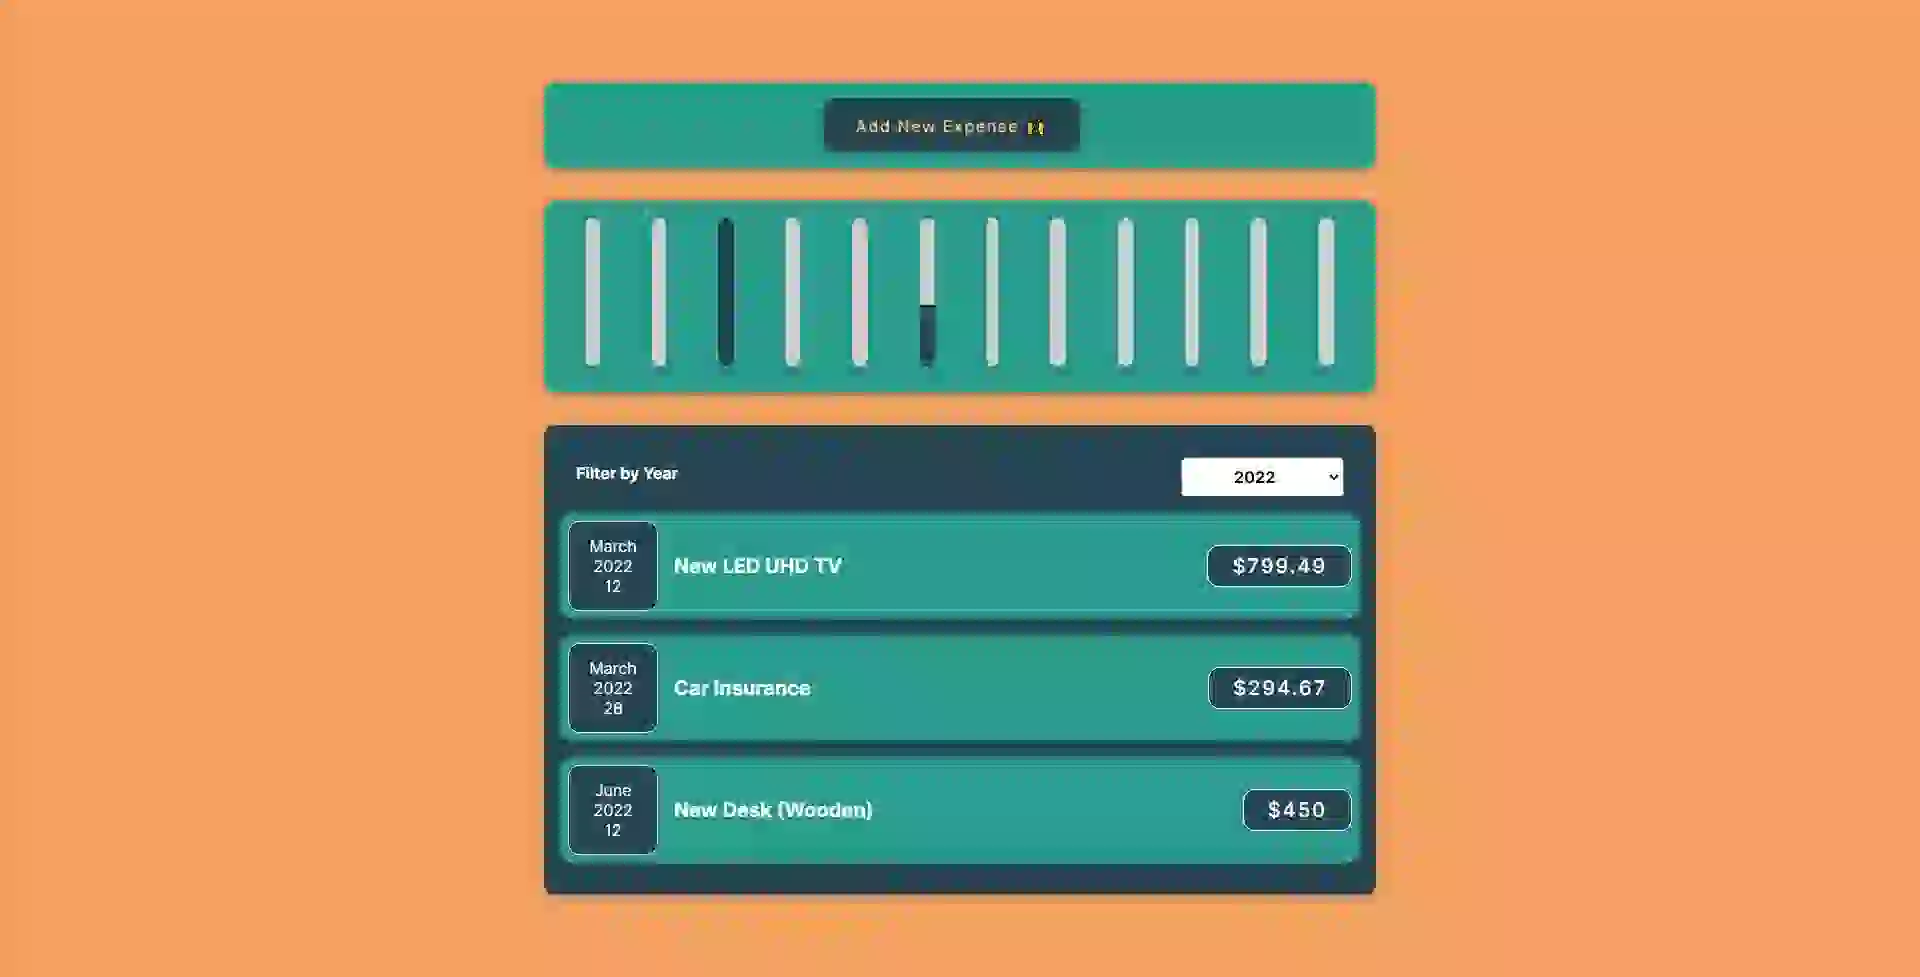 Add New Expense
Filter by Year
2022
March
2022
12
New LED UHD TV
$799.49
March
2022
28
Car Insurance
$294.67
June
2022
12
New Desk (Wooden)
$450